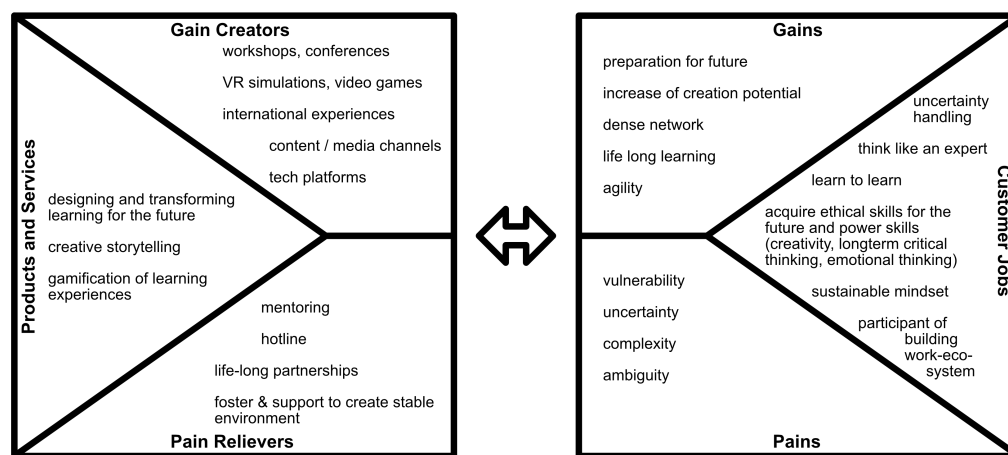 Gain Creators
workshops, conferences
VR simulations, video games
international experiences
content / media channels
tech platforms
Products and Services
designing and transforming
learning for the future
creative storytelling
gamification of learning
experiences
mentoring
hotline
life-long partnerships
foster & support to create stable
environment
Pain Relievers
Gains
preparation for future
increase of creation potential
dense network
life long learning
agility
uncertainty
handling
think like an expert
learn to learn
acquire ethical skills for the
future and power skills
(creativity, longterm critical
thinking, emotional thinking)
sustainable mindset
participant of
building
work-eco-
system
Customer Jobs
vulnerability
uncertainty
complexity
ambiguity
Pains